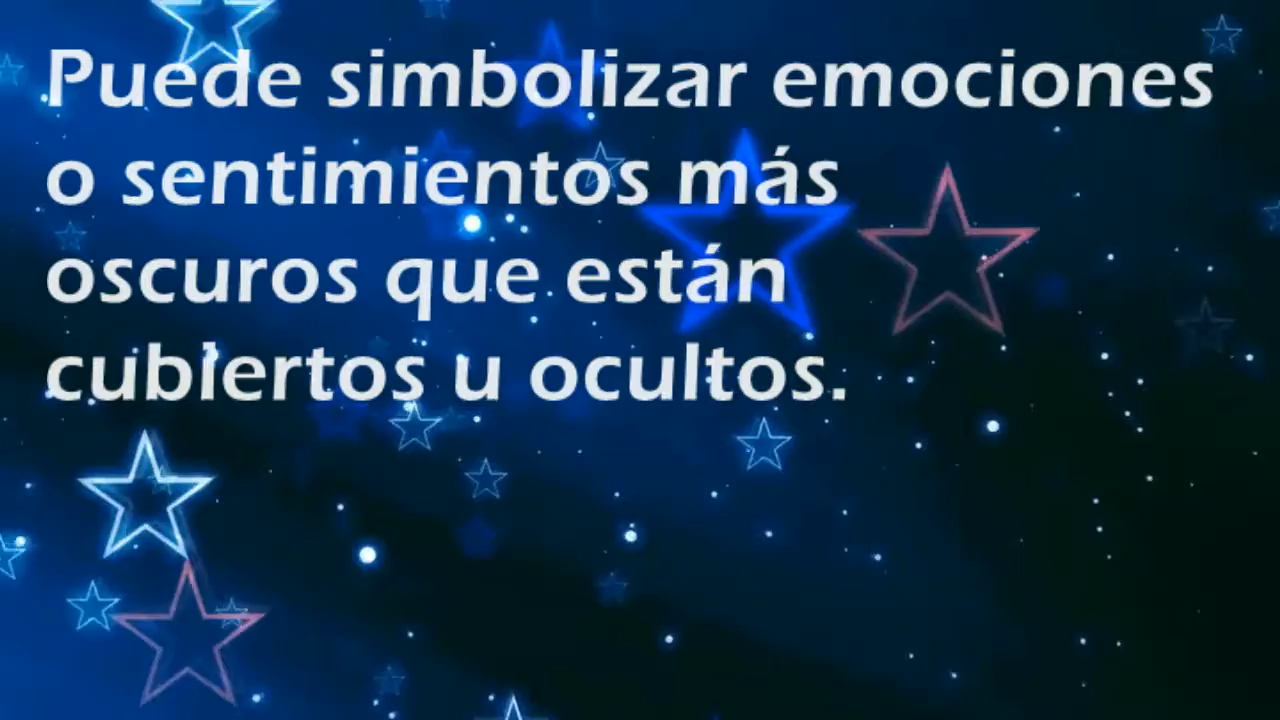 Puede simbolizar emociones
o sentimientos más
oscuros que están
cubiertos u ocultos.